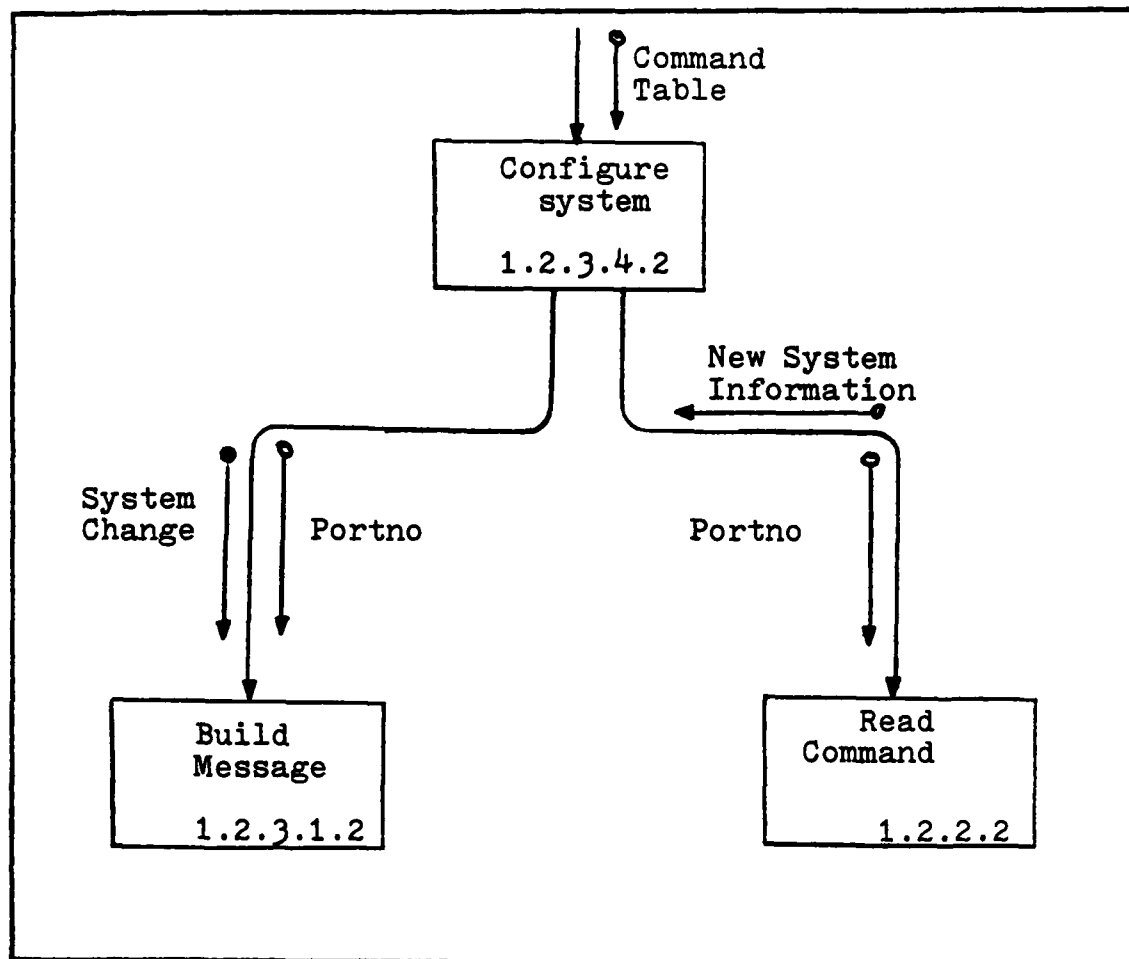 Command
Table
Configure
system
1.2.3.4.2
New System
Information
System
Change
Portno
Portno
Build
Message
1.2.3.1.2
Read
Command
1.2.2.2